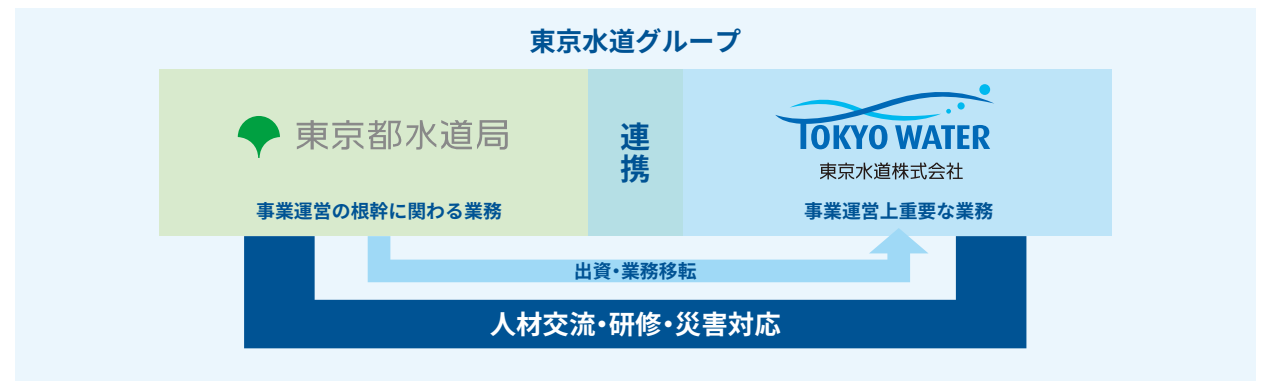 東京水道グループ
東京都水道局
連携
TOKYO WATER
東京水道株式会社
事業運営の根幹に関わる業務
事業運営上重要な業務
出資・業務移転
人材交流・研修・災害対応